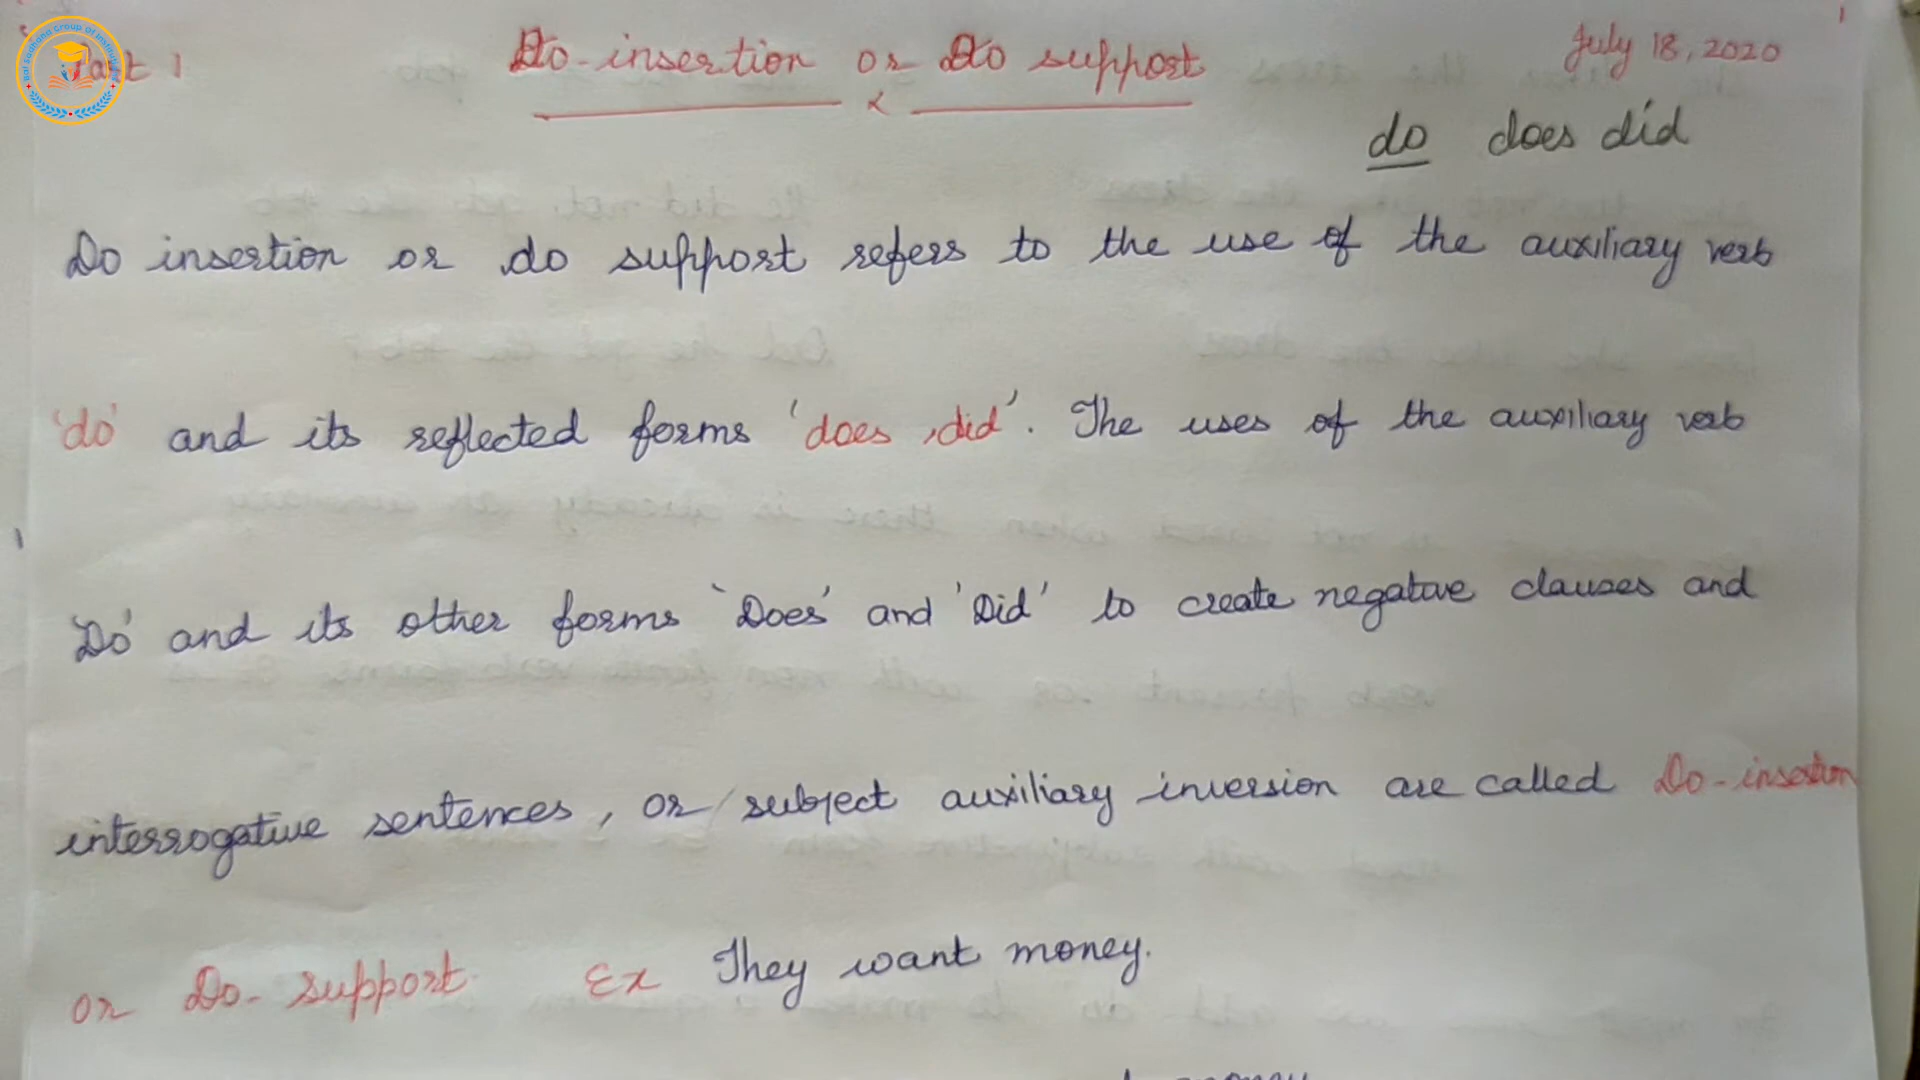 Part 1
Do-insertion or Do support
July 18, 2020
do does did
Do insertion or do support refers to the use of the auxiliary verb
'do' and its reflected forms 'does, did'. The uses of the auxiliary verb
'Do' and its other forms 'Does' and 'Did' to create negative clauses and
interrogative sentences, or subject auxiliary inversion are called Do-insertion
or Do-support Ex They want money.
money